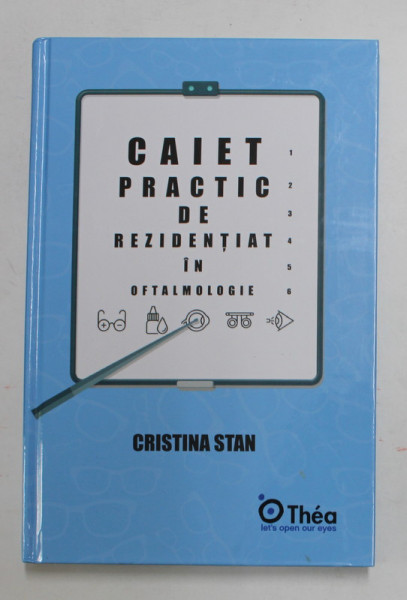 CAIET 1
PRACTIC 2
DE 3
REZIDENȚIAT 4
ÎN 5
OFTALMOLOGIE 6
CRISTINA STAN
Théa
let's open our eyes